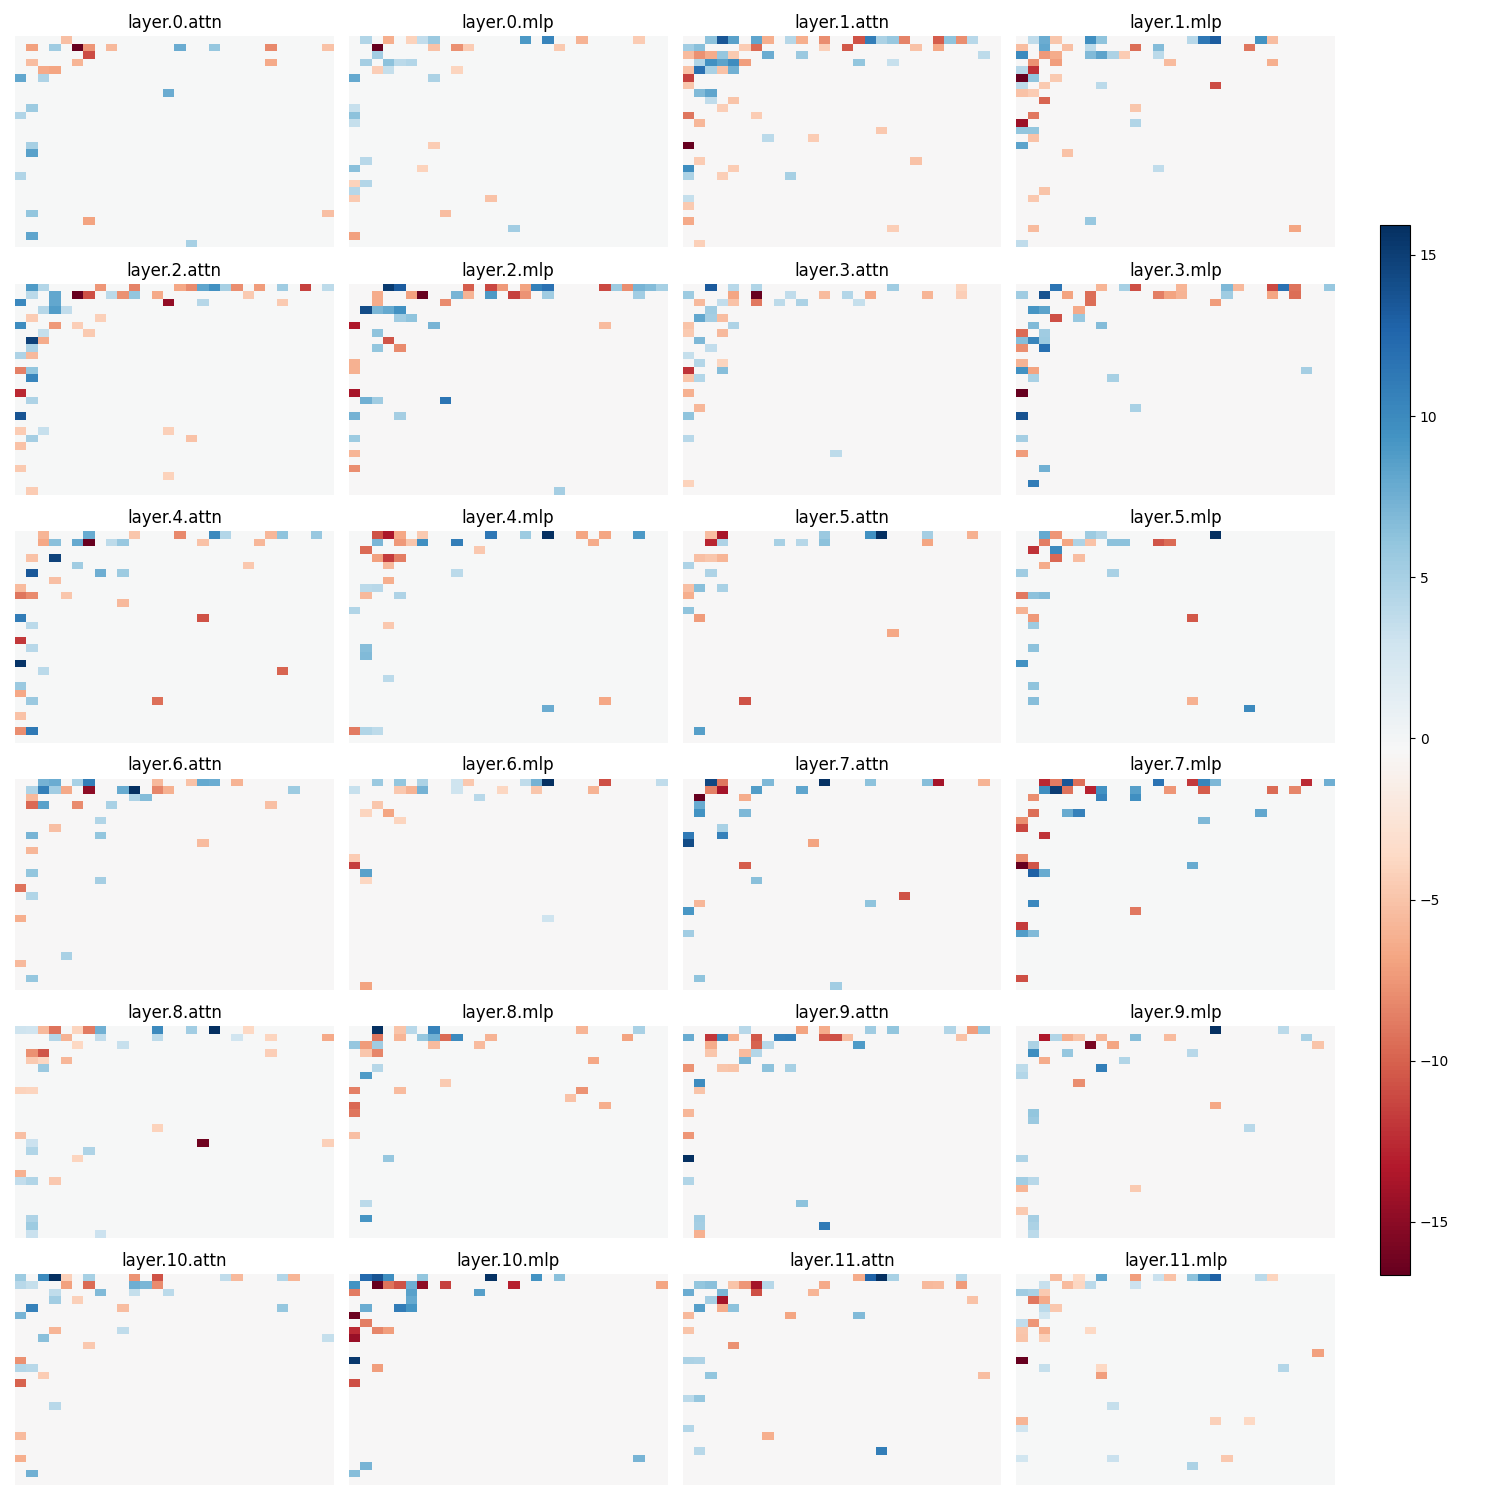 layer.0.attn layer.0.mlp layer.1.attn layer.1.mlp
layer.2.attn layer.2.mlp layer.3.attn layer.3.mlp
layer.4.attn layer.4.mlp layer.5.attn layer.5.mlp
layer.6.attn layer.6.mlp layer.7.attn layer.7.mlp
layer.8.attn layer.8.mlp layer.9.attn layer.9.mlp
layer.10.attn layer.10.mlp layer.11.attn layer.11.mlp
15
10
5
0
−5
−10
−15